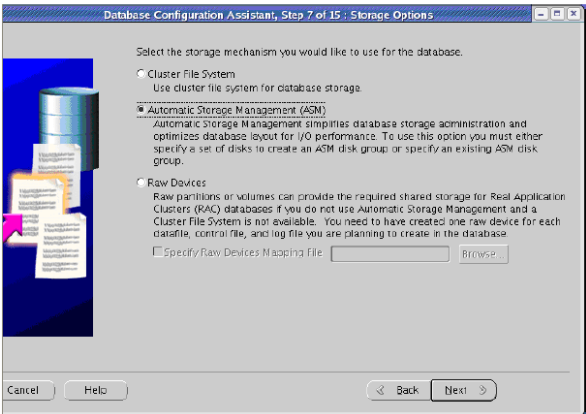 Database Configuration Assistant, Step 7 of 15 : Storage Options
Select the storage mechanism you would like to use for the database.
Cluster File System
Use cluster file system for database storage.
Automatic Storage Management (ASM)
Automatic Storage Management simplifies database storage administration and
optimizes database layout for I/O performance. To use this option you must either
specify a set of disks to create an ASM disk group or specify an existing ASM disk
group.
Raw Devices
Raw partitions or volumes can provide the required shared storage for Real Application
Clusters (RAC) databases if you do not use Automatic Storage Management and a
Cluster File System is not available. You need to have created one raw device for each
datafile, control file, and log file you are planning to create in the database.
Specify Raw Devices Mapping File
Browse...
Cancel
Help
Back
Next